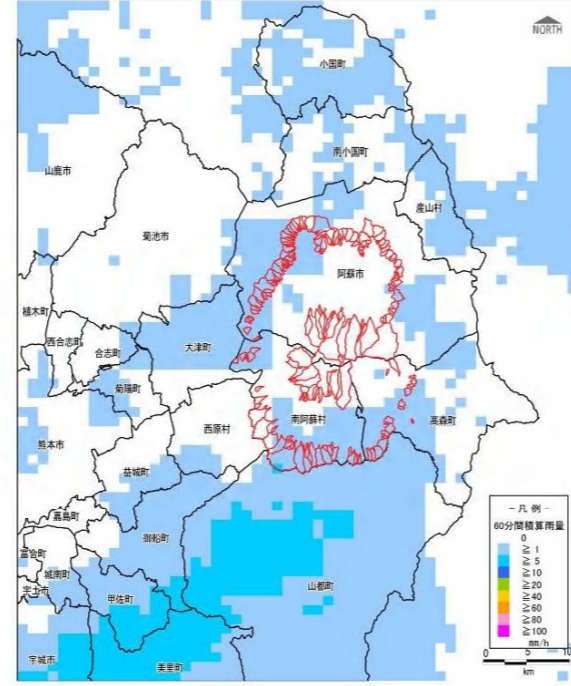 NORTH
小国町
南小国町
山鹿市
産山村
菊池市
阿蘇市
植木町
西合志町
合志町
大津町
菊陽町
南阿蘇村
高森町
西原村
熊本市
益城町
嘉島町
御船町
富合町
城南町
宇土市
甲佐町
山都町
宇城市
美里町
- 凡 例 -
60分間積算雨量
0
≧ 1
≧ 5
≧ 10
≧ 20
≧ 40
≧ 60
≧ 80
≧ 100
mm/h
0 5 10
km